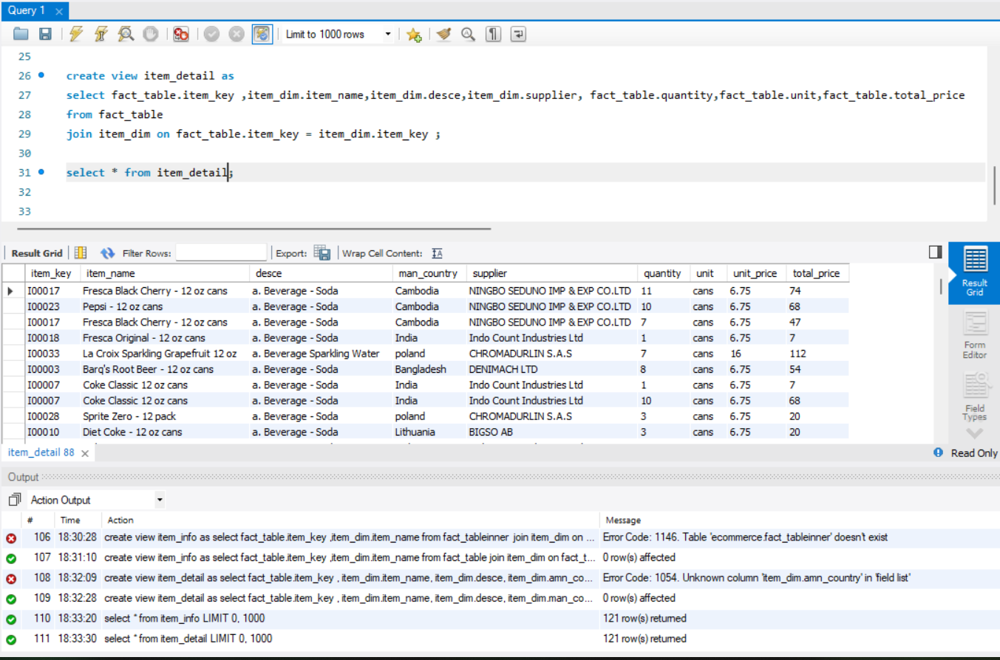 Query 1
Limit to 1000 rows
25
26 create view item_detail as
27 select fact_table.item_key ,item_dim.item_name,item_dim.desce,item_dim.supplier, fact_table.quantity,fact_table.unit,fact_table.total_price
28 from fact_table
29 join item_dim on fact_table.item_key = item_dim.item_key ;
30
31 select * from item_detail;
32
33
Result Grid Filter Rows: Export: Wrap Cell Content:
item_key item_name desce man_country supplier quantity unit unit_price total_price
I00017 Fresca Black Cherry - 12 oz cans a. Beverage - Soda Cambodia NINGBO SEDUNO IMP & EXP CO.LTD 11 cans 6.75 74
I00023 Pepsi - 12 oz cans a. Beverage - Soda Cambodia NINGBO SEDUNO IMP & EXP CO.LTD 10 cans 6.75 68
I00017 Fresca Black Cherry - 12 oz cans a. Beverage - Soda Cambodia NINGBO SEDUNO IMP & EXP CO.LTD 7 cans 6.75 47
I00018 Fresca Original - 12 oz cans a. Beverage - Soda India Indo Count Industries Ltd 1 cans 6.75 7
I00033 La Croix Sparkling Grapefruit 12 oz a. Beverage Sparkling Water poland CHROMADURLIN S.A.S 7 cans 16 112
I00003 Barq's Root Beer - 12 oz cans a. Beverage - Soda Bangladesh DENIMACH LTD 8 cans 6.75 54
I00007 Coke Classic 12 oz cans a. Beverage - Soda India Indo Count Industries Ltd 1 cans 6.75 7
I00007 Coke Classic 12 oz cans a. Beverage - Soda India Indo Count Industries Ltd 10 cans 6.75 68
I00028 Sprite Zero - 12 pack a. Beverage - Soda poland CHROMADURLIN S.A.S 3 cans 6.75 20
I00010 Diet Coke - 12 oz cans a. Beverage - Soda Lithuania BIGSO AB 3 cans 6.75 20
Result
Grid
Form
Editor
Field
Types
item_detail 88 Read Only
Output
Action Output
# Time Action Message
106 18:30:28 create view item_info as select fact_table.item_key ,item_dim.item_name from fact_tableinner join item_dim on ... Error Code: 1146. Table 'ecommerce.fact_tableinner' doesn't exist
107 18:31:10 create view item_info as select fact_table.item_key ,item_dim.item_name from fact_table join item_dim on fact_t... 0 row(s) affected
108 18:32:09 create view item_detail as select fact_table.item_key , item_dim.item_name, item_dim.desce, item_dim.amn_co... Error Code: 1054. Unknown column 'item_dim.amn_country' in 'field list'
109 18:32:28 create view item_detail as select fact_table.item_key , item_dim.item_name, item_dim.desce, item_dim.man_co... 0 row(s) affected
110 18:33:20 select * from item_info LIMIT 0, 1000 121 row(s) returned
111 18:33:30 select * from item_detail LIMIT 0, 1000 121 row(s) returned